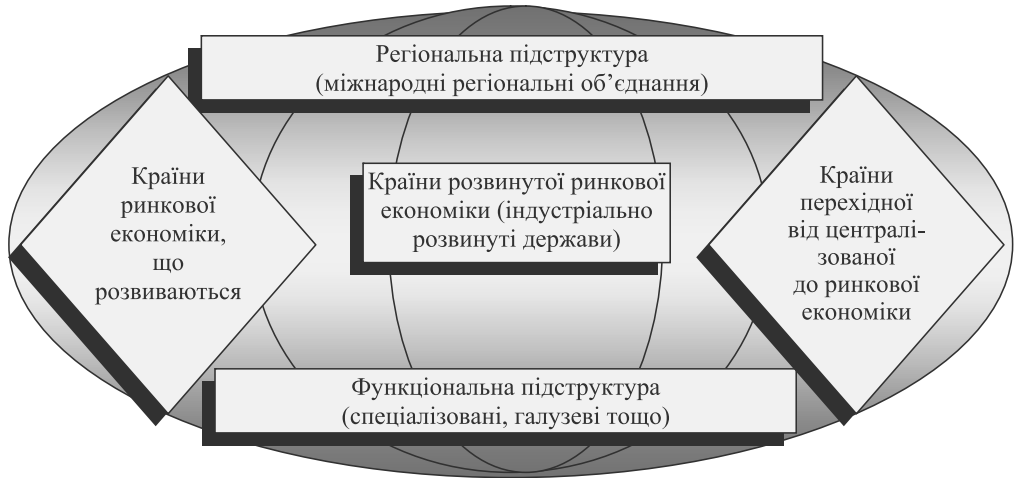 Регіональна підструктура
(міжнародні регіональні об’єднання)
Країни
ринкової
економіки,
що
розвиваються
Країни розвинутої ринкової
економіки (індустріально
розвинуті держави)
Країни
перехідної
від централі-
зованої
до ринкової
економіки
Функціональна підструктура
(спеціалізовані, галузеві тощо)